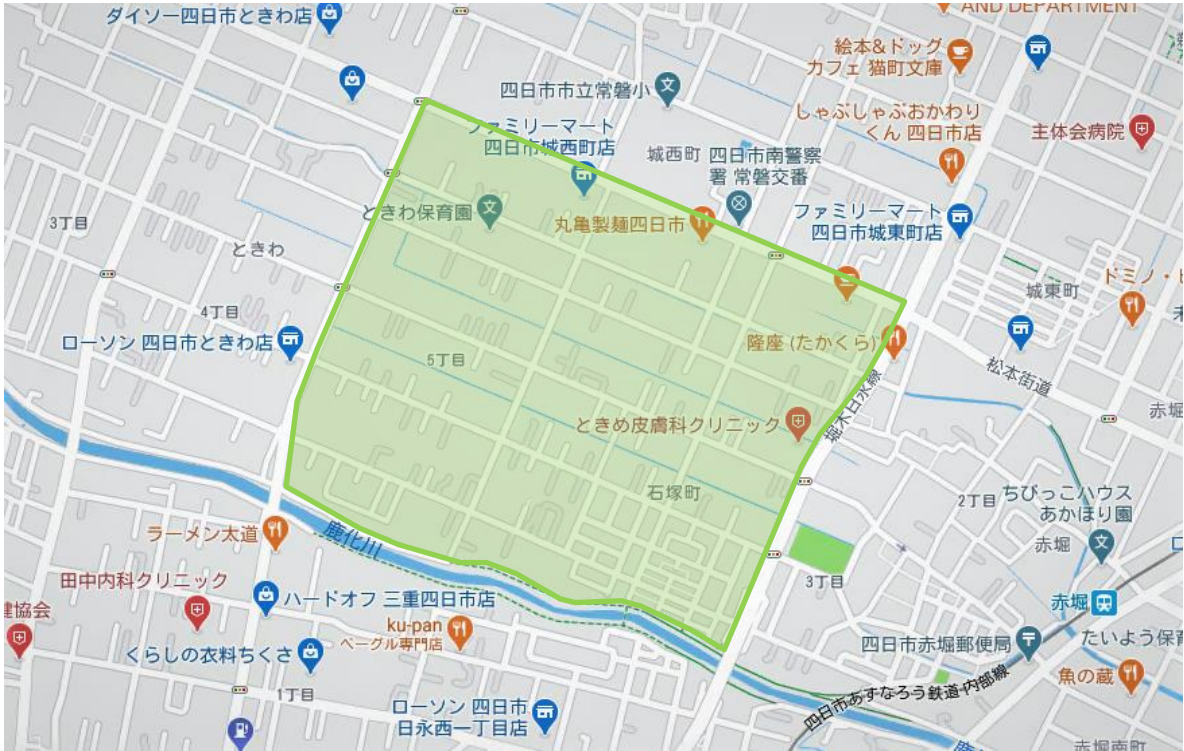 ダイソー四日市ときわ店
AND DEPARTMENT
絵本&ドッグ
カフェ 猫町文庫
四日市市立常磐小
しゃぶしゃぶおかわり
くん 四日市店
主体会病院
ファミリーマート
四日市城西町店
城西町
四日市南警察
署 常磐交番
ときわ保育園
丸亀製麺四日市
ファミリーマート
四日市城東町店
3丁目
ときわ
城東町
ドミノ・ピ
4丁目
ローソン 四日市ときわ店
5丁目
隆座 (たかくら)
松本街道
堀木日永線
赤堀
ときめ皮膚科クリニック
石塚町
2丁目
ちびっこハウス
あかほり園
ラーメン太道
鹿化川
赤堀
3丁目
田中内科クリニック
ハードオフ 三重四日市店
健協会
ku-pan
ベーグル専門店
赤堀
くらしの衣料ちくさ
四日市赤堀郵便局
たいよう保育
魚の蔵
1丁目
ローソン 四日市
日永西一丁目店
四日市あすなろう鉄道内部線
赤堀南町